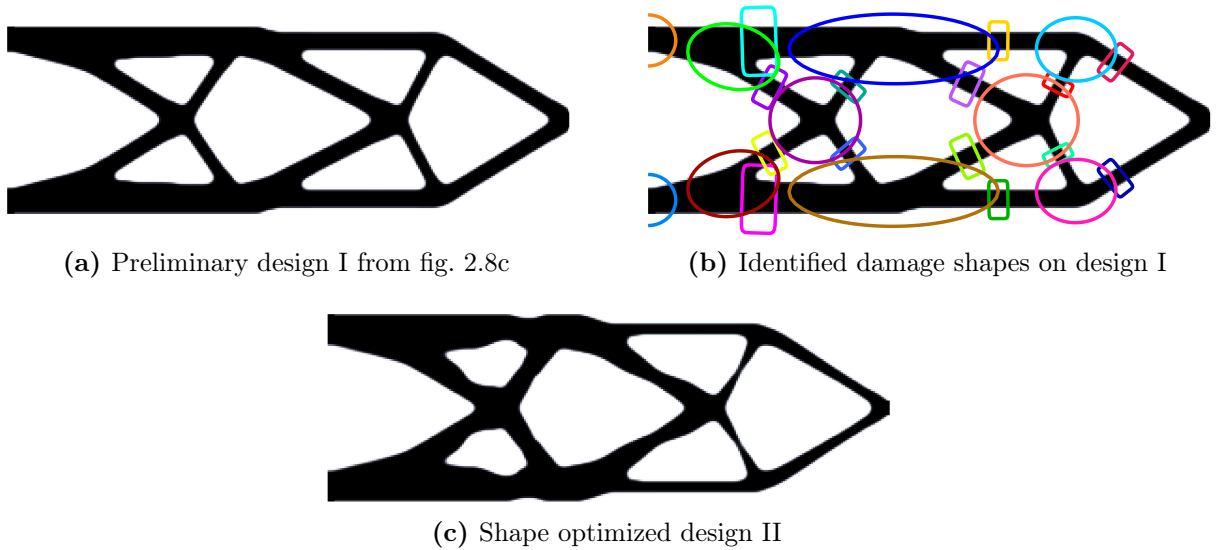 (a) Preliminary design I from fig. 2.8c
(b) Identified damage shapes on design I
(c) Shape optimized design II